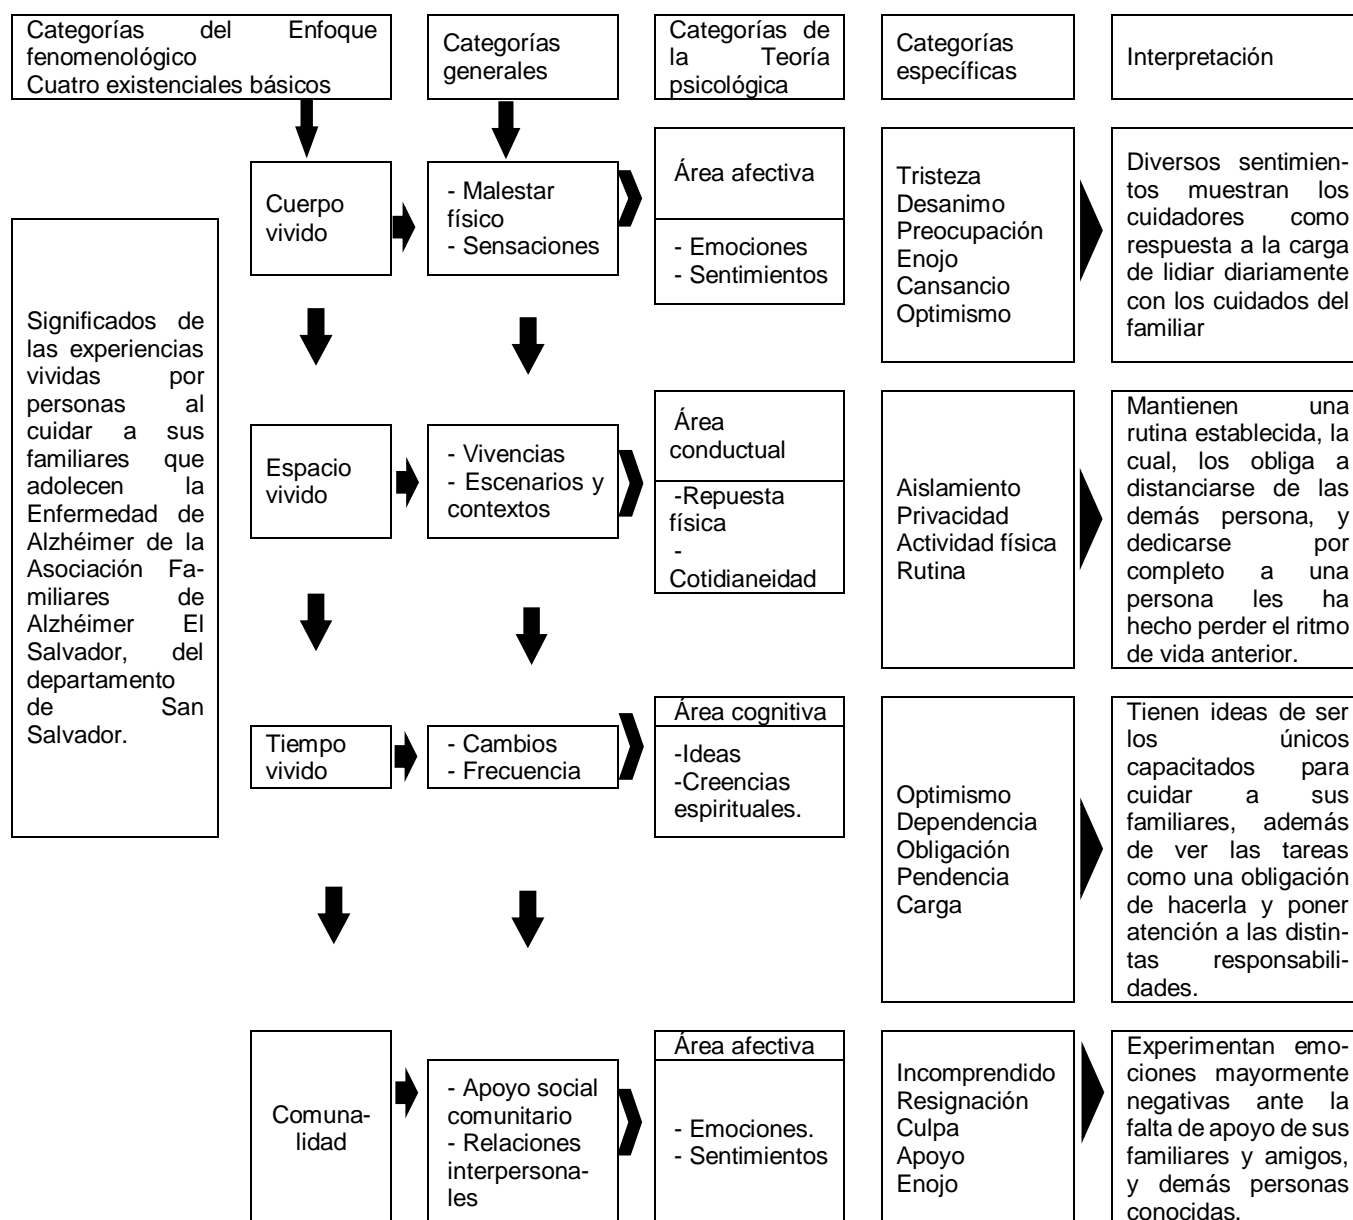 Categorías del Enfoque
fenomenológico
Cuatro existenciales básicos
Categorías
generales
Categorías de
la Teoría
psicológica
Categorías
específicas
Interpretación
Significados de
las experiencias
vividas por
personas al
cuidar a sus
familiares que
adolecen la
Enfermedad de
Alzhéimer de la
Asociación Fa-
miliares de
Alzhéimer El
Salvador, del
departamento
de San
Salvador.
Cuerpo
vivido
- Malestar
físico
- Sensaciones
Área afectiva
- Emociones
- Sentimientos
Tristeza
Desanimo
Preocupación
Enojo
Cansancio
Optimismo
Diversos sentimien-
tos muestran los
cuidadores como
respuesta a la carga
de lidiar diariamente
con los cuidados del
familiar
Espacio
vivido
- Vivencias
- Escenarios y
contextos
Área
conductual
-Repuesta
física
-
Cotidianeidad
Aislamiento
Privacidad
Actividad física
Rutina
Mantienen una
rutina establecida, la
cual, los obliga a
distanciarse de las
demás persona, y
dedicarse por
completo a una
persona les ha
hecho perder el ritmo
de vida anterior.
Tiempo
vivido
- Cambios
- Frecuencia
Área cognitiva
-Ideas
-Creencias
espirituales.
Optimismo
Dependencia
Obligación
Pendencia
Carga
Tienen ideas de ser
los únicos
capacitados para
cuidar a sus
familiares, además
de ver las tareas
como una obligación
de hacerla y poner
atención a las distin-
tas responsabili-
dades.
Comuna-
lidad
- Apoyo social
comunitario
- Relaciones
interpersona-
les
Área afectiva
- Emociones.
- Sentimientos
Incomprendido
Resignación
Culpa
Apoyo
Enojo
Experimentan emo-
ciones mayormente
negativas ante la
falta de apoyo de sus
familiares y amigos,
y demás personas
conocidas.